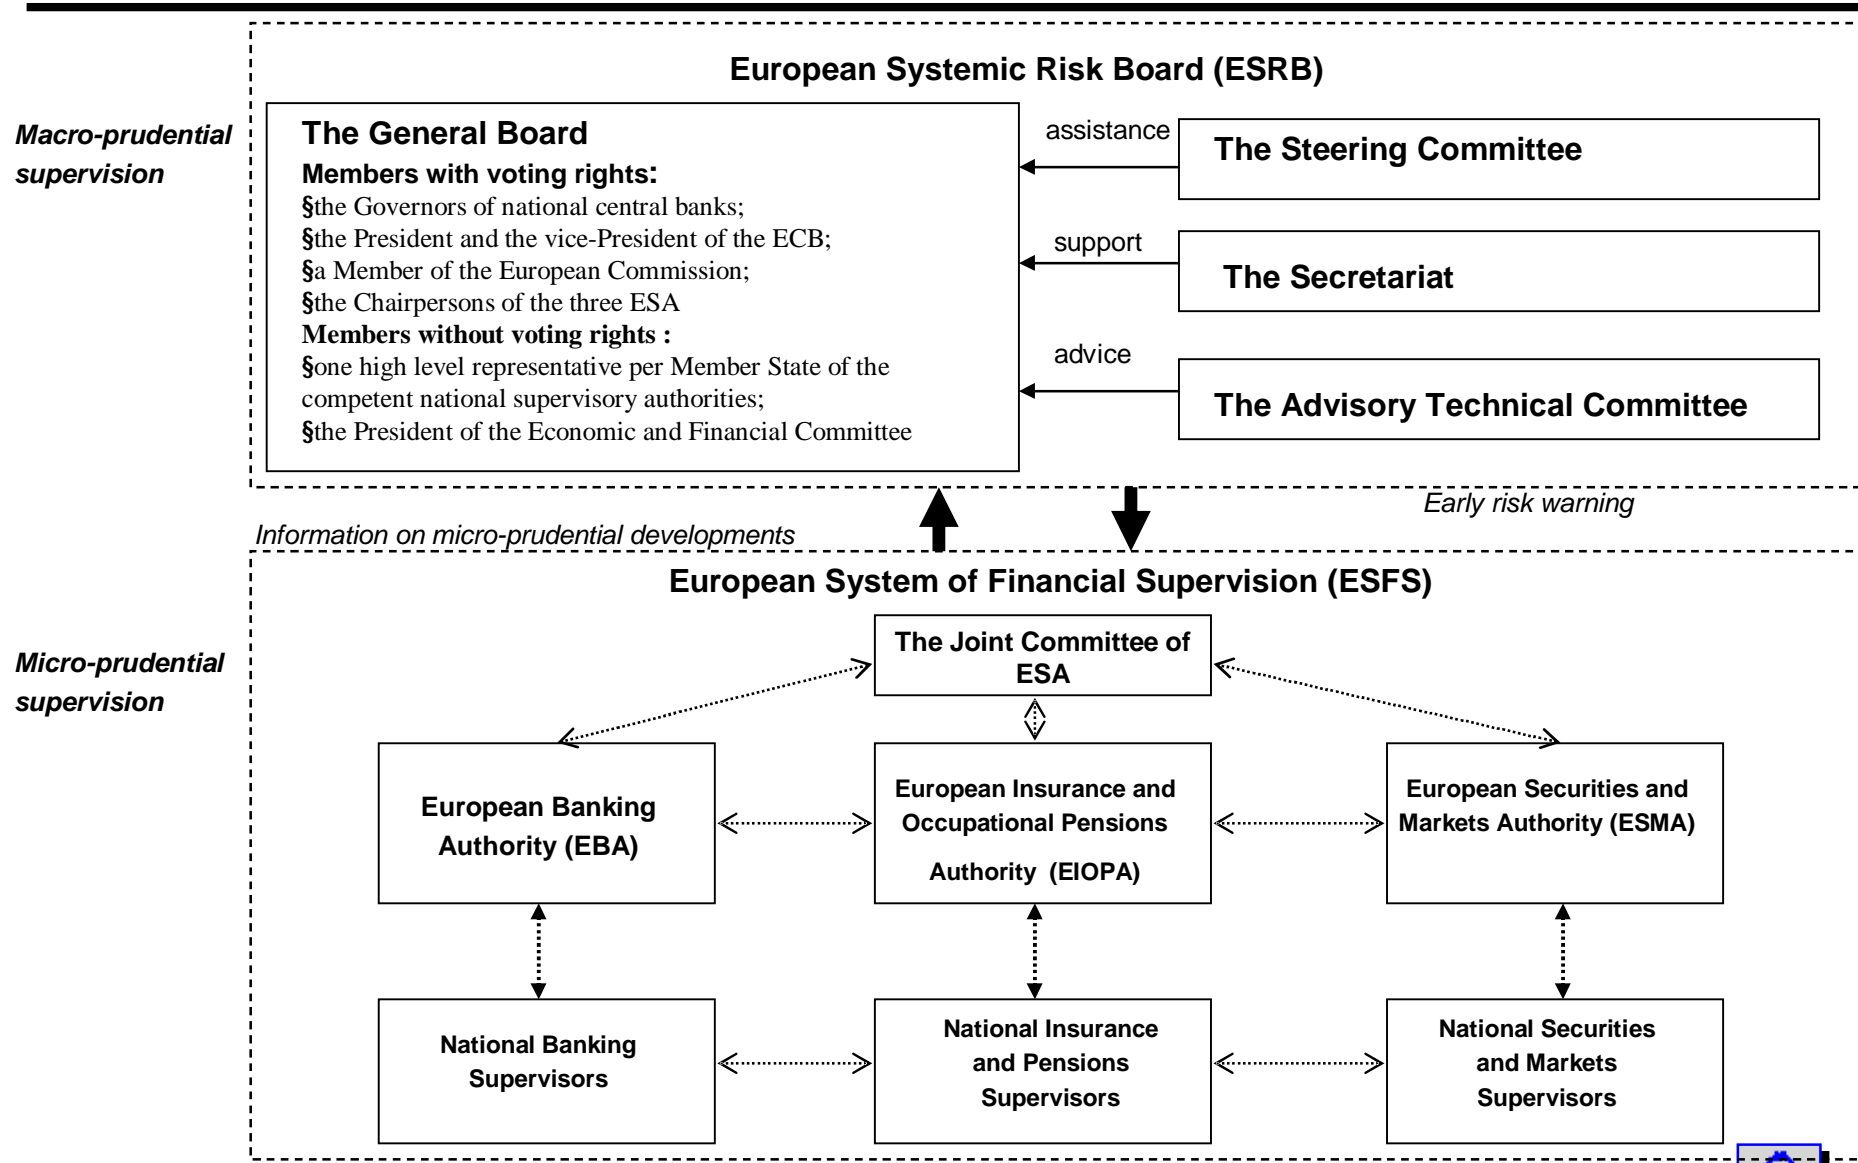 European Systemic Risk Board (ESRB)
Macro-prudential
supervision
The General Board
Members with voting rights:
§the Governors of national central banks;
§the President and the vice-President of the ECB;
§a Member of the European Commission;
§the Chairpersons of the three ESA
Members without voting rights :
§one high level representative per Member State of the
competent national supervisory authorities;
§the President of the Economic and Financial Committee
assistance
The Steering Committee
support
The Secretariat
advice
The Advisory Technical Committee
Early risk warning
Information on micro-prudential developments
European System of Financial Supervision (ESFS)
Micro-prudential
supervision
The Joint Committee of
ESA
European Banking
Authority (EBA)
European Insurance and
Occupational Pensions
Authority (EIOPA)
European Securities and
Markets Authority (ESMA)
National Banking
Supervisors
National Insurance
and Pensions
Supervisors
National Securities
and Markets
Supervisors